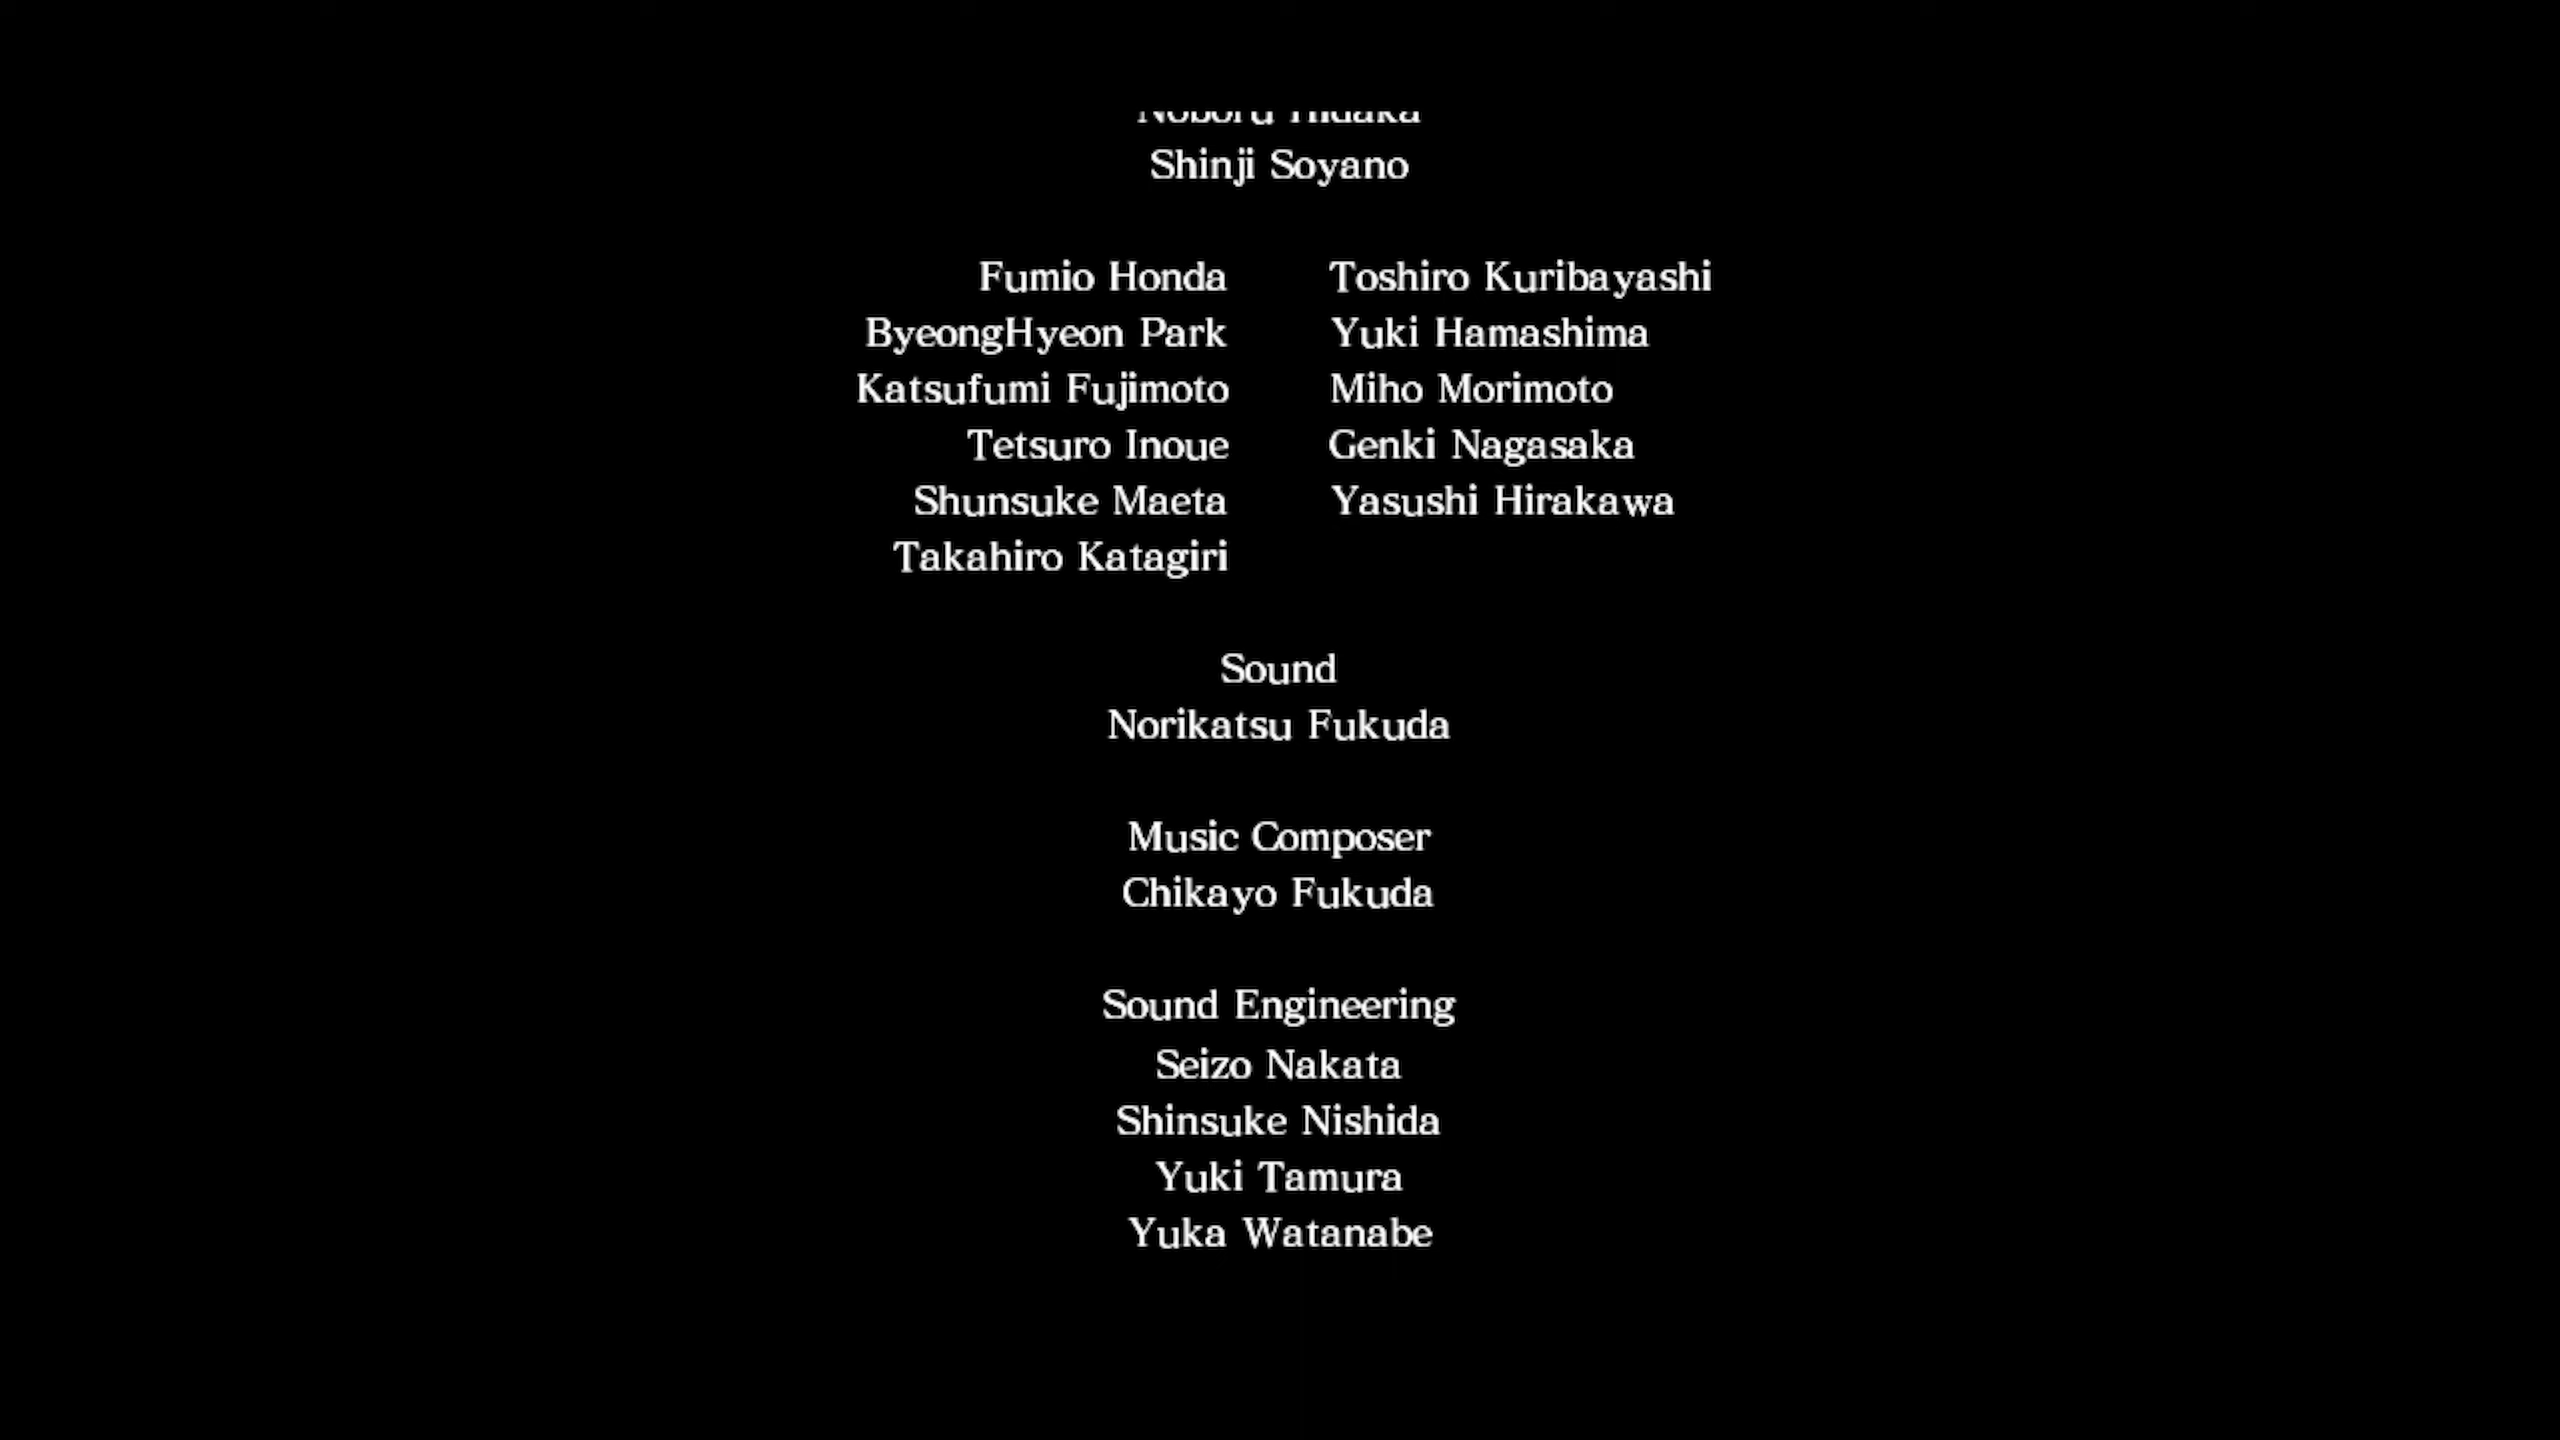 Shinji Soyano
Fumio Honda Toshiro Kuribayashi
ByeongHyeon Park Yuki Hamashima
Katsufumi Fujimoto Miho Morimoto
Tetsuro Inoue Genki Nagasaka
Shunsuke Maeta Yasushi Hirakawa
Takahiro Katagiri
Sound
Norikatsu Fukuda
Music Composer
Chikayo Fukuda
Sound Engineering
Seizo Nakata
Shinsuke Nishida
Yuki Tamura
Yuka Watanabe